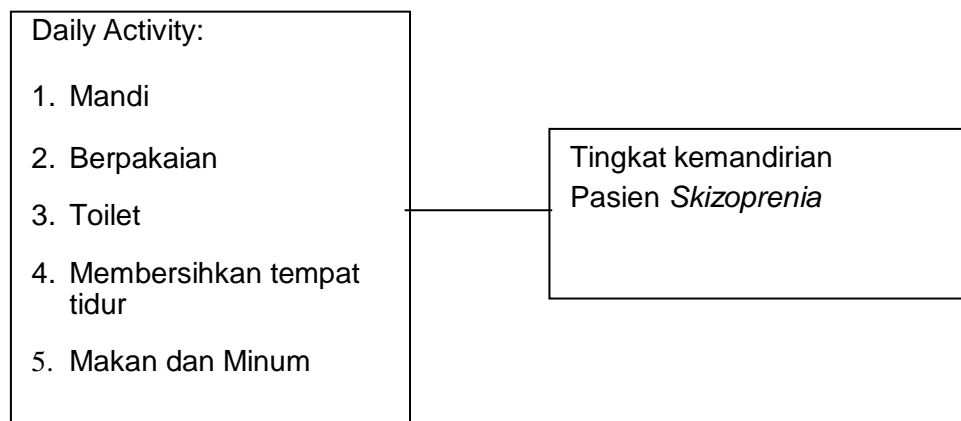 Daily Activity:
1. Mandi
2. Berpakaian
3. Toilet
4. Membersihkan tempat
tidur
5. Makan dan Minum
Tingkat kemandirian
Pasien Skizoprenia